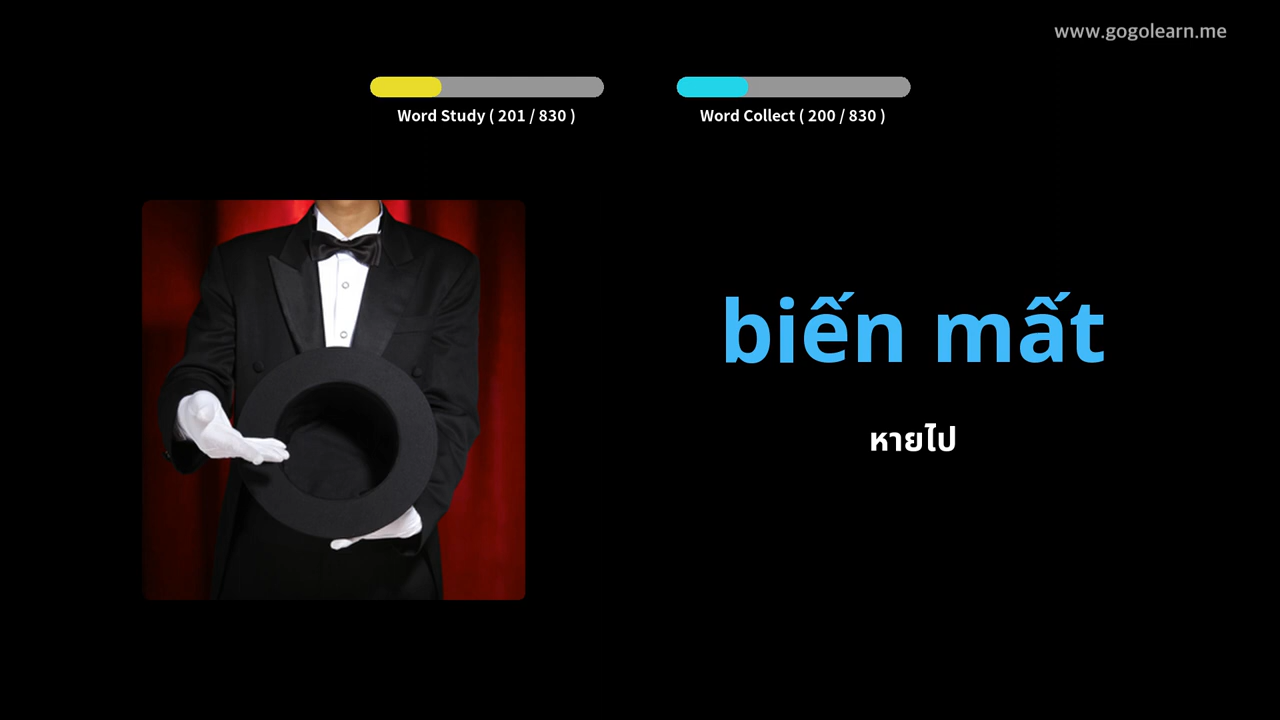 www.gogolearn.me
Word Study ( 201 / 830 )
Word Collect ( 200 / 830 )
biến mất
หายไป